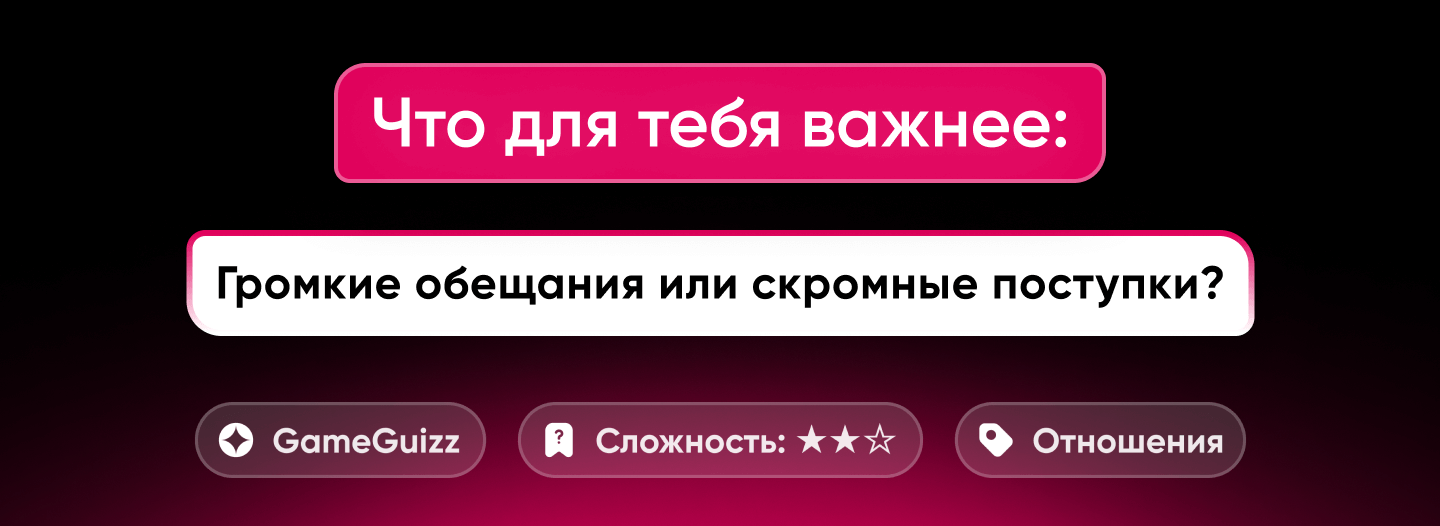 Что для тебя важнее:
Громкие обещания или скромные поступки?
GameGuizz
Сложность: ★★☆
Отношения